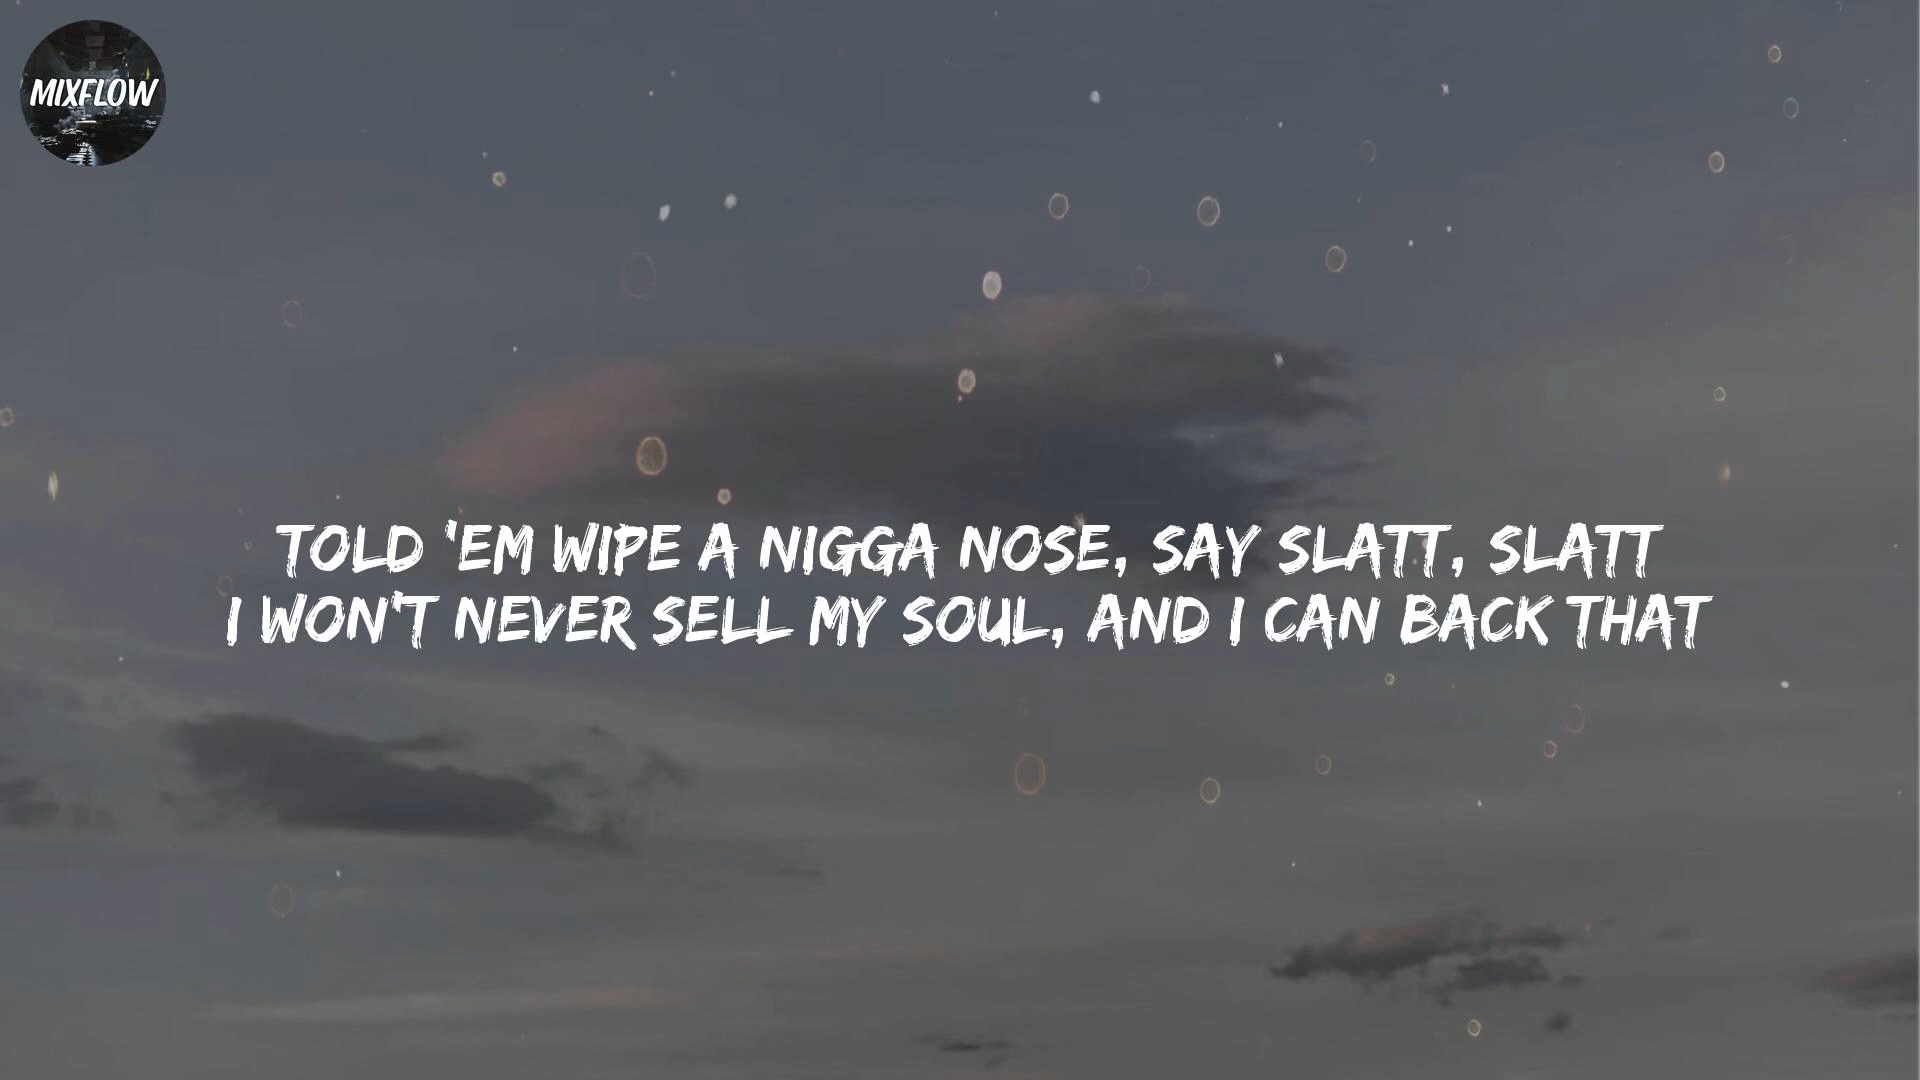 MIXFLOW
TOLD 'EM WIPE A NIGGA NOSE, SAY SLATT, SLATT
I WON'T NEVER SELL MY SOUL, AND I CAN BACK THAT